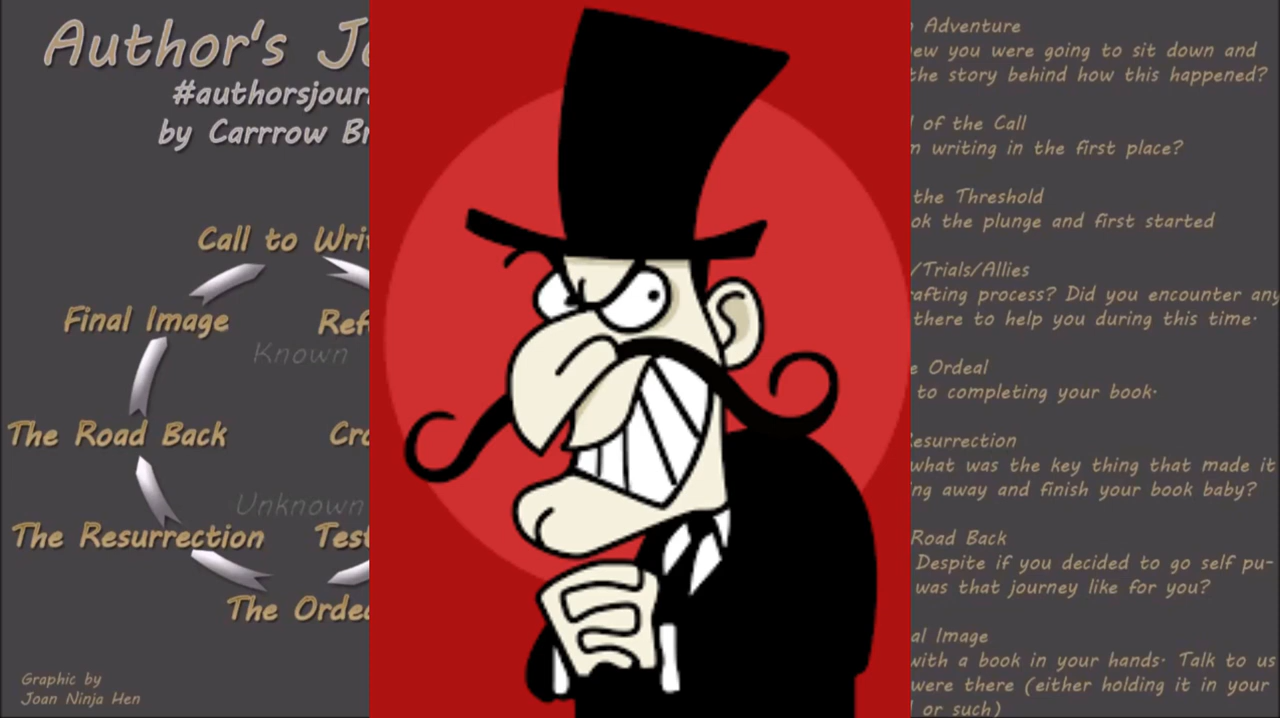 Author's Jo
#authorsjour
by Carrrow Br
Call to Writ
Final Image
Ref
Known
The Road Back
Cro
Unknown
The Resurrection
Test
The Ordea
Graphic by
Joan Ninja Hen
Adventure
ew you were going to sit down and
the story behind how this happened?
of the Call
n writing in the first place?
the Threshold
ok the plunge and first started
/Trials/Allies
rafting process? Did you encounter any
there to help you during this time.
e Ordeal
to completing your book.
esurrection
what was the key thing that made it
ng away and finish your book baby?
Road Back
Despite if you decided to go self pu-
was that journey like for you?
al Image
with a book in your hands. Talk to us
were there (either holding it in your
or such)